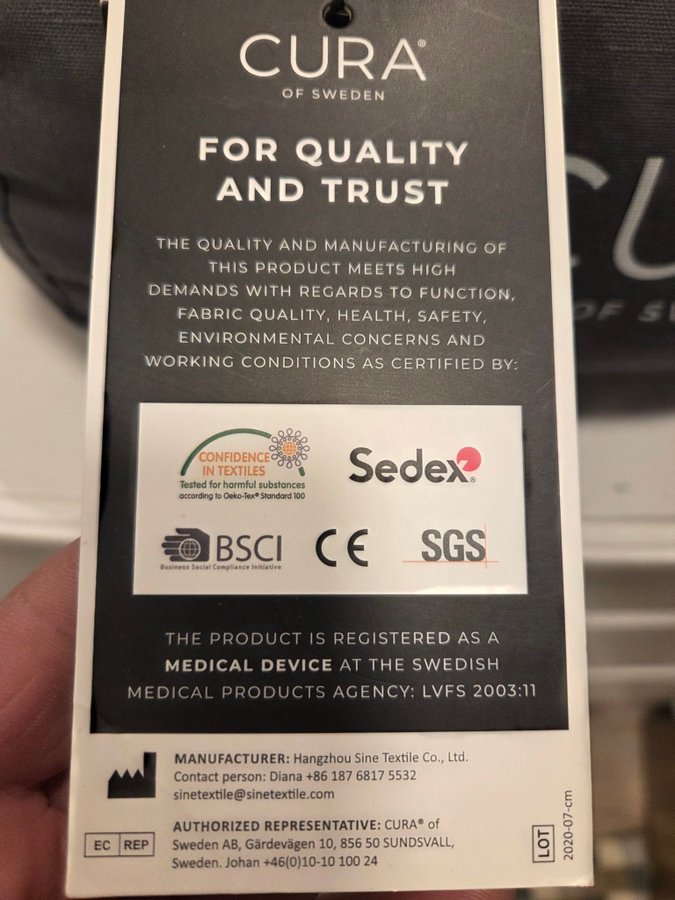 CURA®
OF SWEDEN
FOR QUALITY
AND TRUST
THE QUALITY AND MANUFACTURING OF
THIS PRODUCT MEETS HIGH
DEMANDS WITH REGARDS TO FUNCTION,
FABRIC QUALITY, HEALTH, SAFETY,
ENVIRONMENTAL CONCERNS AND
WORKING CONDITIONS AS CERTIFIED BY:
CONFIDENCE
IN TEXTILES
Tested for harmful substances
according to Oeko-Tex® Standard 100
Sedex®
BSCI
Business Social Compliance Initiative
CE
SGS
THE PRODUCT IS REGISTERED AS A
MEDICAL DEVICE AT THE SWEDISH
MEDICAL PRODUCTS AGENCY: LVFS 2003:11
MANUFACTURER: Hangzhou Sine Textile Co., Ltd.
Contact person: Diana +86 187 6817 5532
sinetextile@sinetextile.com
EC REP
AUTHORIZED REPRESENTATIVE: CURA® of
Sweden AB, Gärdevägen 10, 856 50 SUNDSVALL,
Sweden. Johan +46(0)10-10 100 24
LOT
2020-07-cm
CU
OF SW